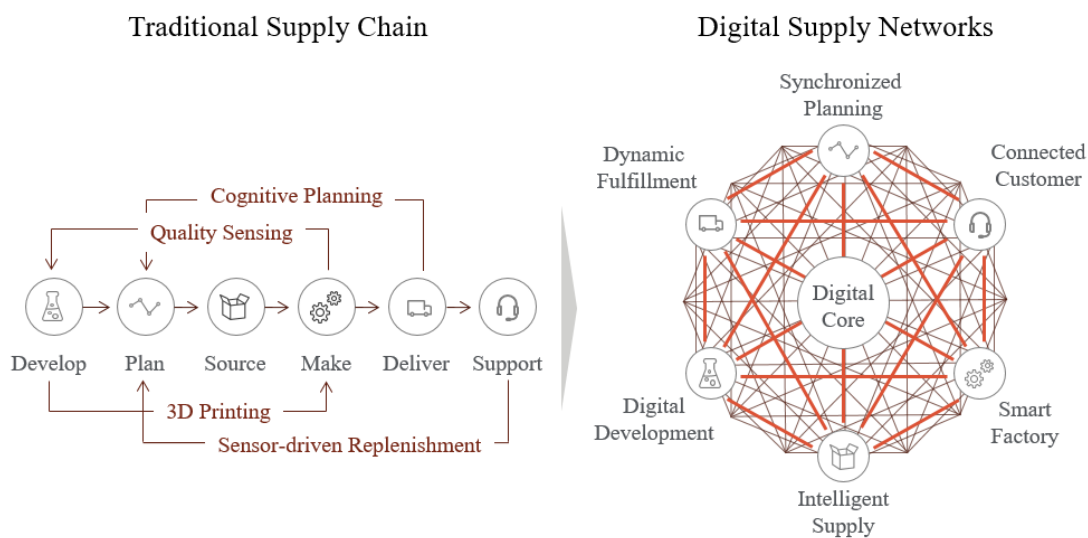 Traditional Supply Chain
Cognitive Planning
Quality Sensing
Develop
Plan
Source
Make
Deliver
Support
3D Printing
Sensor-driven Replenishment
Digital Supply Networks
Synchronized
Planning
Dynamic
Fulfillment
Connected
Customer
Digital
Core
Digital
Development
Smart
Factory
Intelligent
Supply